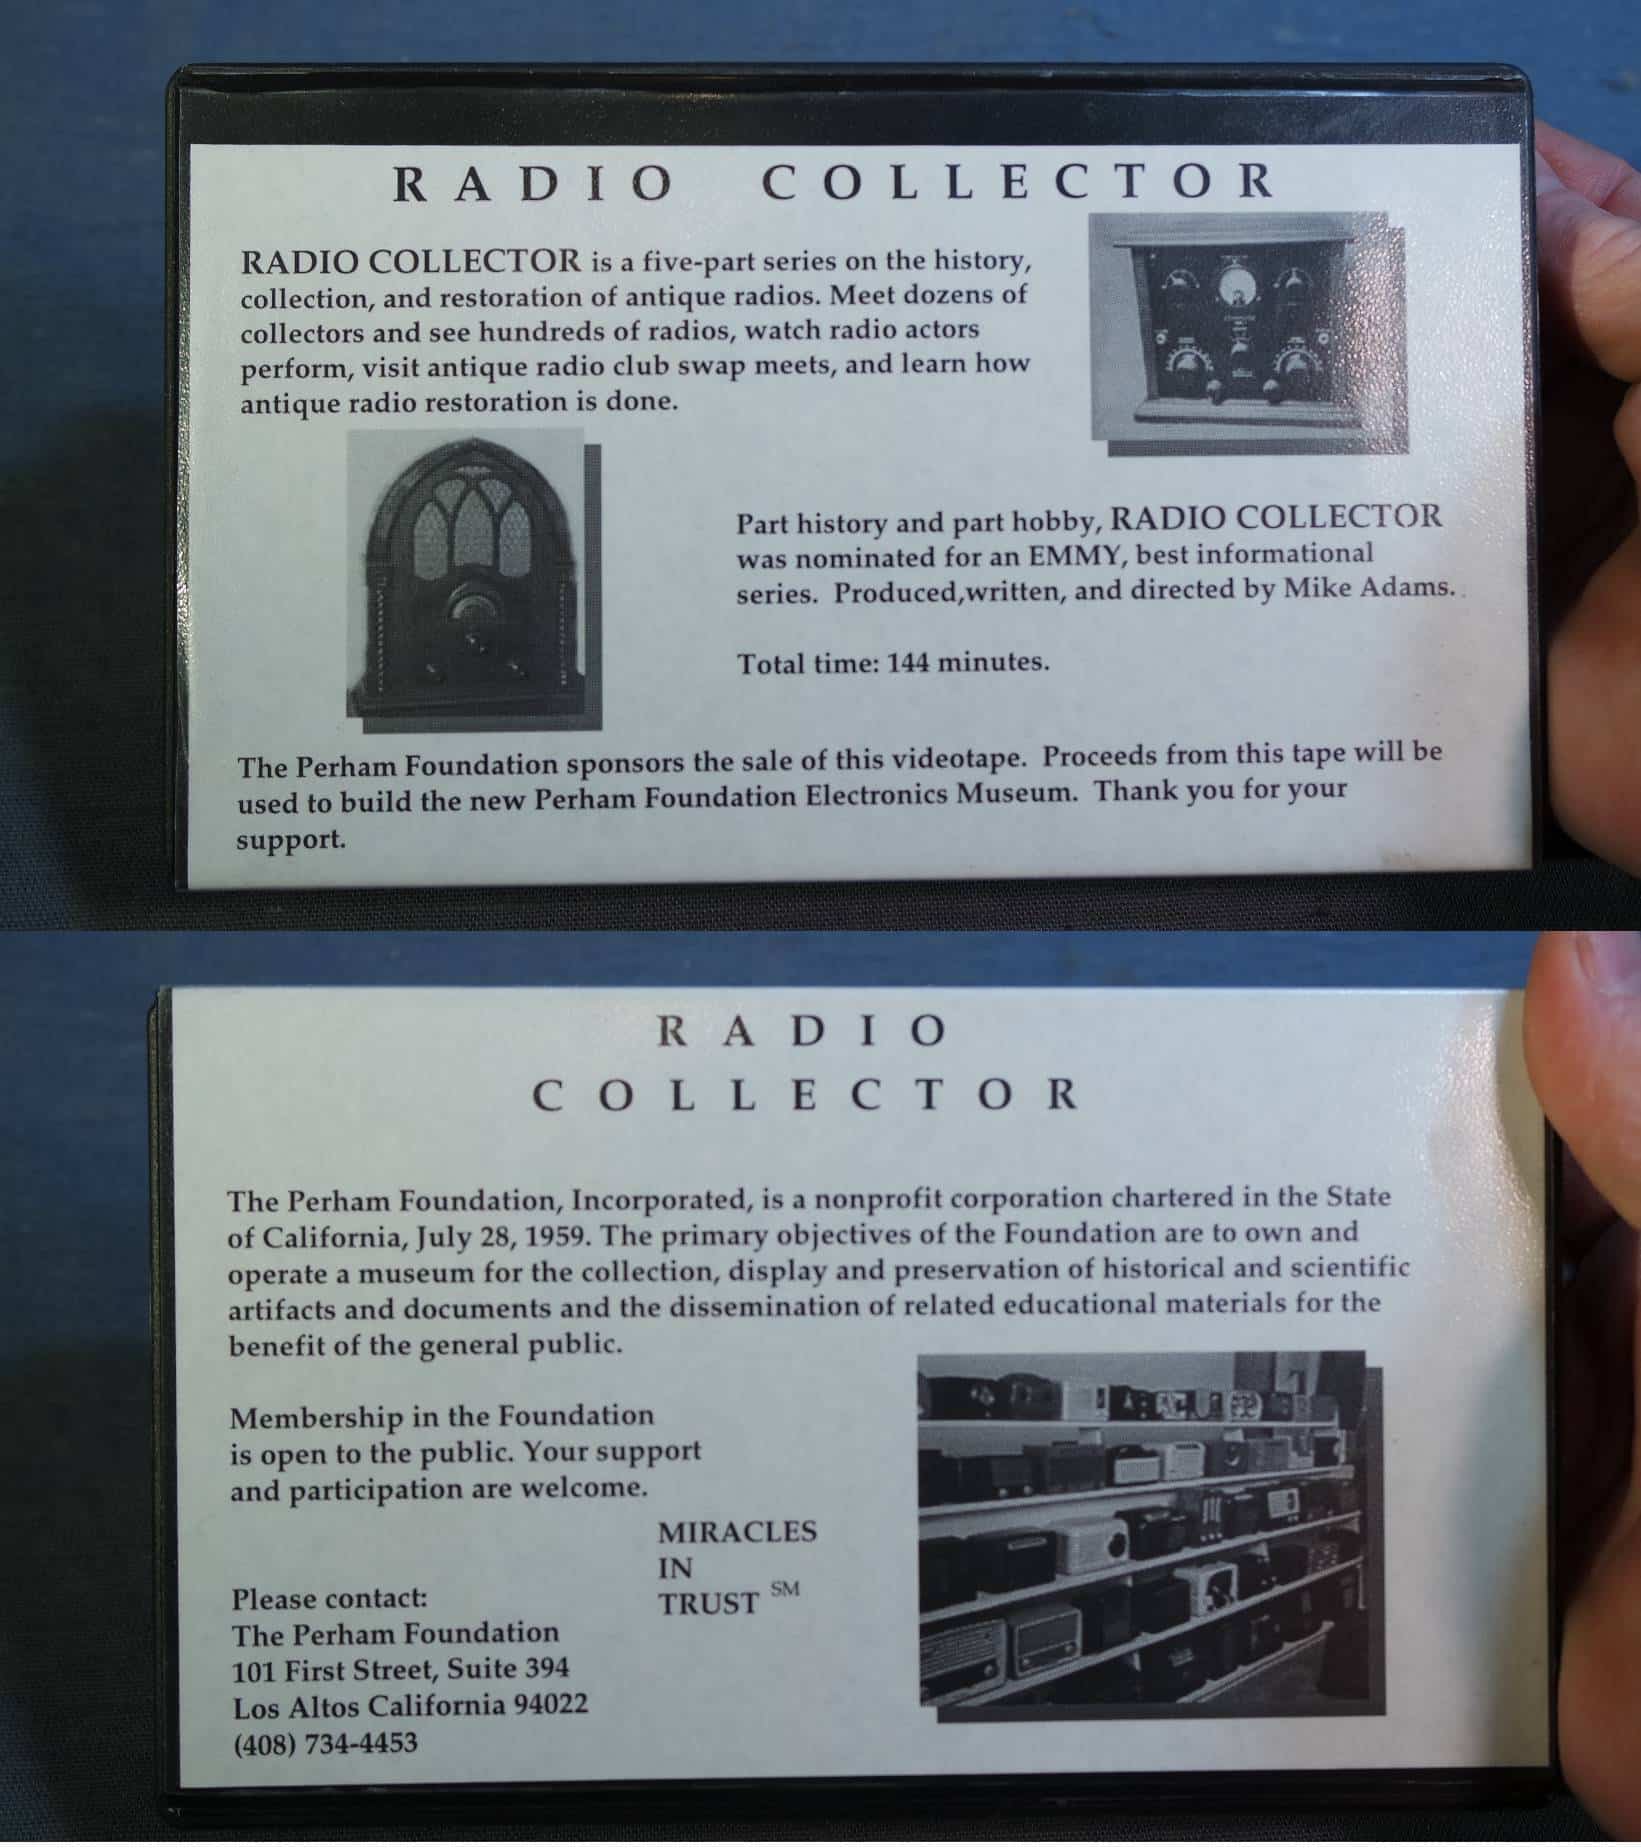 RADIO COLLECTOR
RADIO COLLECTOR is a five-part series on the history,
collection, and restoration of antique radios. Meet dozens of
collectors and see hundreds of radios, watch radio actors
perform, visit antique radio club swap meets, and learn how
antique radio restoration is done.
Part history and part hobby, RADIO COLLECTOR
was nominated for an EMMY, best informational
series. Produced,written, and directed by Mike Adams.
Total time: 144 minutes.
The Perham Foundation sponsors the sale of this videotape. Proceeds from this tape will be
used to build the new Perham Foundation Electronics Museum. Thank you for your
support.
RADIO
COLLECTOR
The Perham Foundation, Incorporated, is a nonprofit corporation chartered in the State
of California, July 28, 1959. The primary objectives of the Foundation are to own and
operate a museum for the collection, display and preservation of historical and scientific
artifacts and documents and the dissemination of related educational materials for the
benefit of the general public.
Membership in the Foundation
is open to the public. Your support
and participation are welcome.
MIRACLES
IN
TRUST SM
Please contact:
The Perham Foundation
101 First Street, Suite 394
Los Altos California 94022
(408) 734-4453